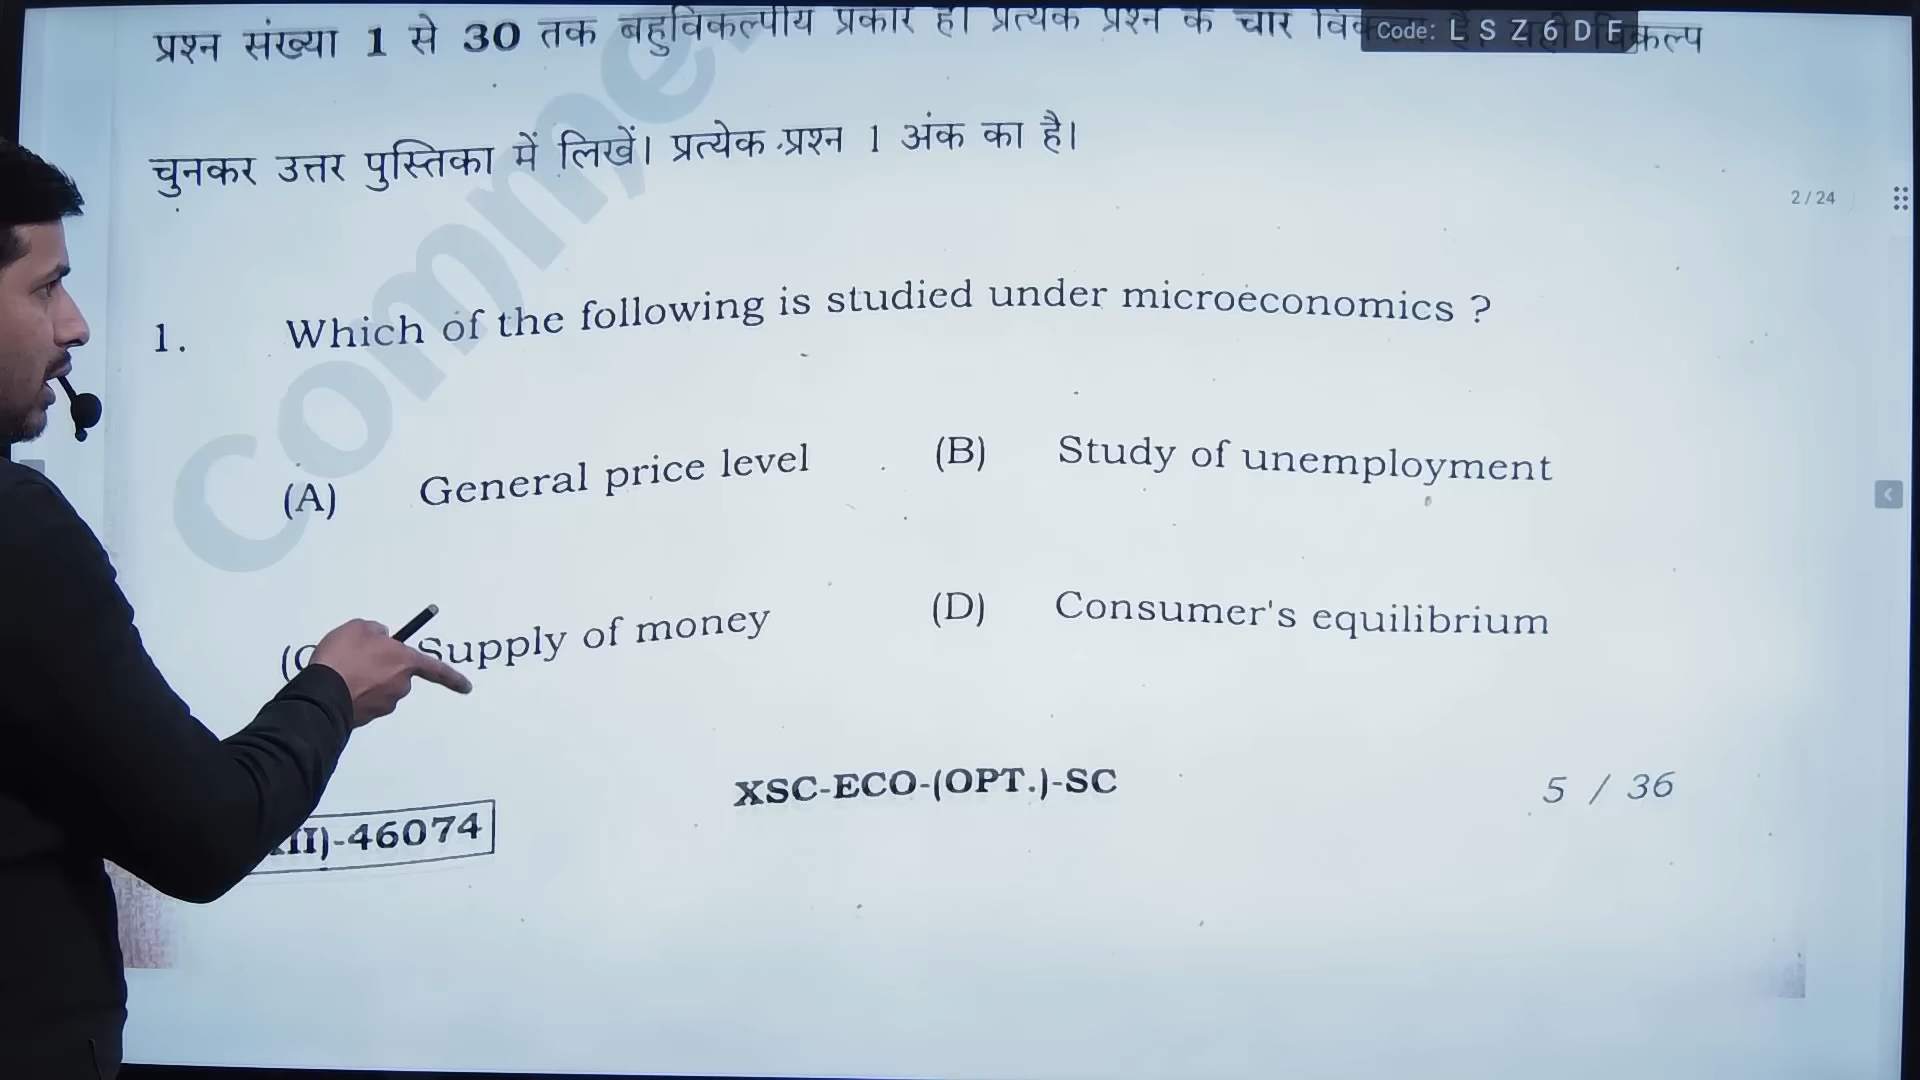 प्रश्न संख्या 1 से 30 तक बहुविकल्पीय प्रकार हैं। प्रत्येक प्रश्न के चार
Code: L S Z 6 D F
चुनकर उत्तर पुस्तिका में लिखें। प्रत्येक प्रश्न 1 अंक का है।
2 / 24
1. Which of the following is studied under microeconomics ?
(A) General price level (B) Study of unemployment
Supply of money (D) Consumer's equilibrium
XSC-ECO-(OPT.)-SC 5 / 36
II)-46074
Comme